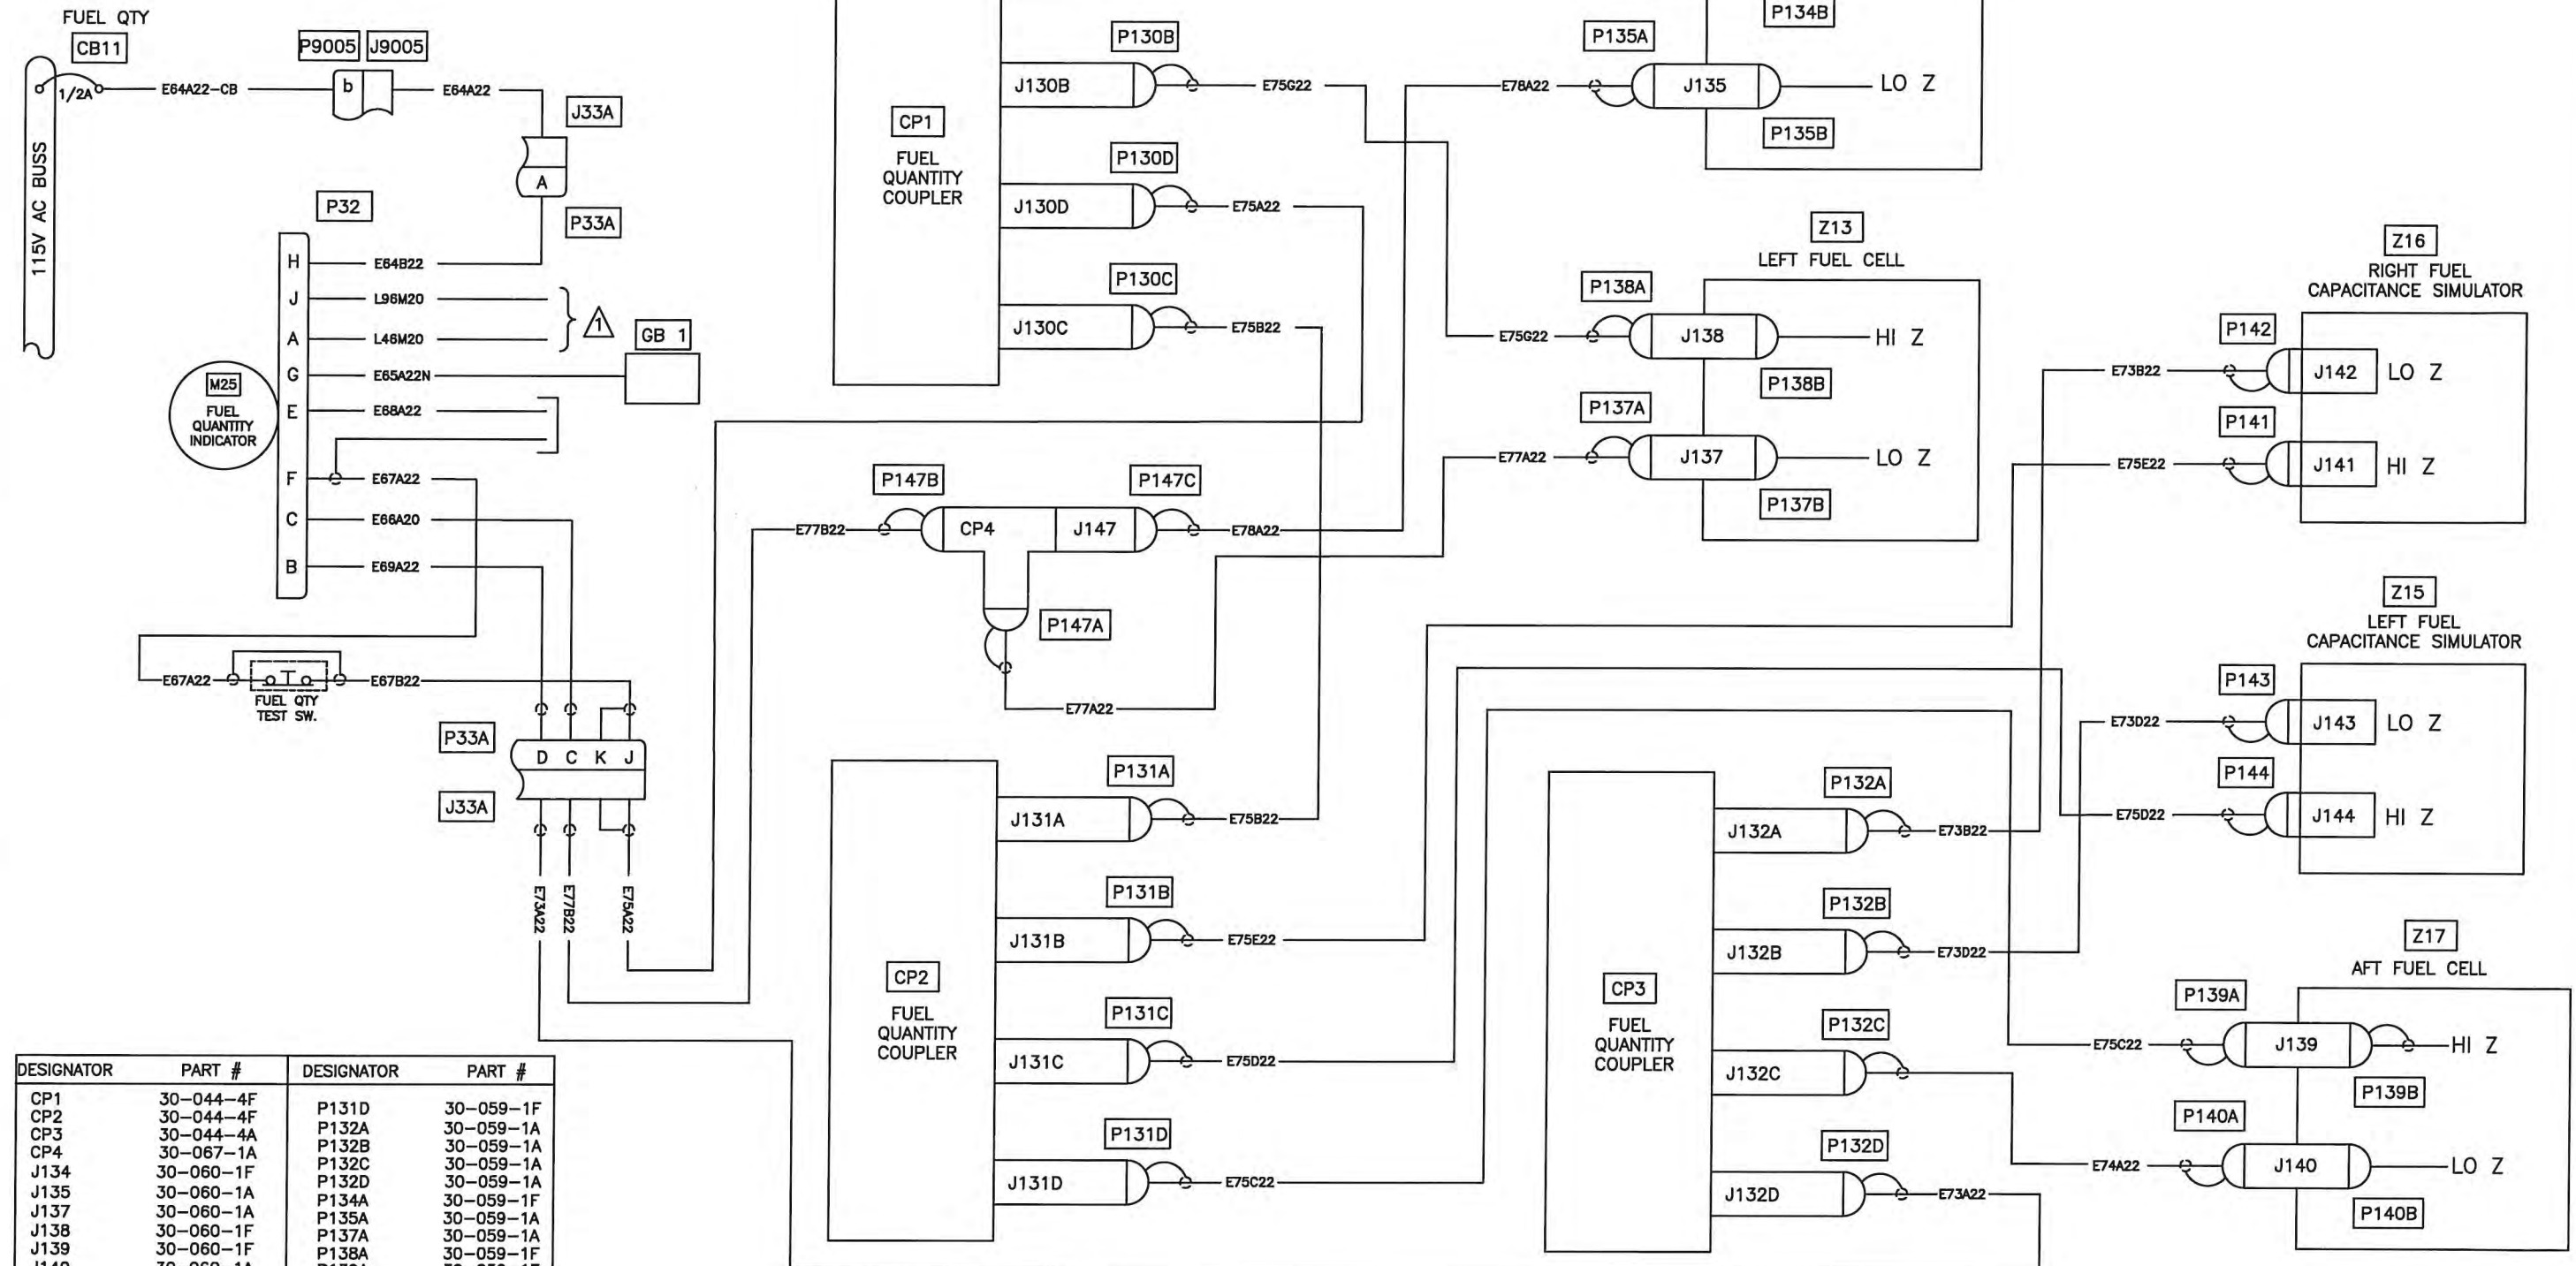 FUEL QTY
CB11
1/2A
115V AC BUSS
E64A22-CB
P9005
J9005
b
E64A22
J33A
A
P33A
P32
H
E64B22
J
L96M20
A
L46M20
1
G
E65A22N
GB 1
E
E68A22
F
E67A22
C
E66A20
B
E69A22
M25
FUEL
QUANTITY
INDICATOR
E67A22
E67B22
FUEL QTY
TEST SW.
P33A
D C K J
J33A
E73A22
E77B22
E75A22
CP1
FUEL
QUANTITY
COUPLER
P130B
J130B
E75G22
P130D
J130D
E75A22
P130C
J130C
E75B22
P147B
P147C
E77B22
CP4
J147
E78A22
P147A
E77A22
CP2
FUEL
QUANTITY
COUPLER
P131A
J131A
E75B22
P131B
J131B
E75E22
P131C
J131C
E75D22
P131D
J131D
E75C22
P134B
P135A
E78A22
J135
LO Z
P135B
Z13
LEFT FUEL CELL
P138A
E75G22
J138
HI Z
P138B
P137A
E77A22
J137
LO Z
P137B
CP3
FUEL
QUANTITY
COUPLER
P132A
J132A
E73B22
P132B
J132B
E73D22
P132C
J132C
P132D
J132D
E73A22
Z16
RIGHT FUEL
CAPACITANCE SIMULATOR
P142
E73B22
J142
LO Z
P141
E75E22
J141
HI Z
Z15
LEFT FUEL
CAPACITANCE SIMULATOR
P143
E73D22
J143
LO Z
P144
E75D22
J144
HI Z
Z17
AFT FUEL CELL
P139A
E75C22
J139
HI Z
P139B
P140A
E74A22
J140
LO Z
P140B
DESIGNATOR PART # DESIGNATOR PART #
CP1 30-044-4F P131D 30-059-1F
CP2 30-044-4F P132A 30-059-1A
CP3 30-044-4A P132B 30-059-1A
CP4 30-067-1A P132C 30-059-1A
J134 30-060-1F P132D 30-059-1A
J135 30-060-1A P134A 30-059-1F
J137 30-060-1A P135A 30-059-1A
J138 30-060-1F P137A 30-059-1A
J139 30-060-1F P138A 30-059-1F